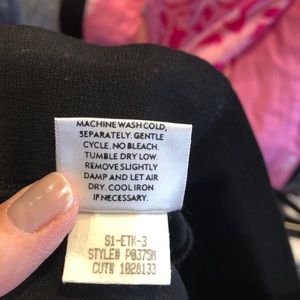 MACHINE WASH COLD,
SEPARATELY. GENTLE
CYCLE. NO BLEACH.
TUMBLE DRY LOW.
REMOVE SLIGHTLY
DAMP AND LET AIR
DRY. COOL IRON
IF NECESSARY.
S1-ETK-3
STYLE# P0375M
CUT# 1028133